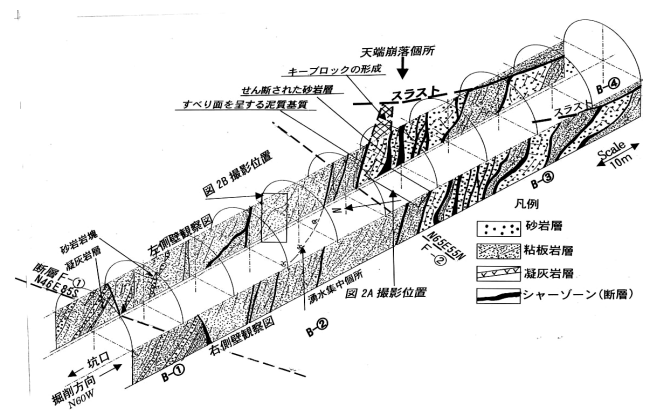 天端崩落個所
キーブロックの形成
スラスト
せん断された砂岩層
すべり面を呈する泥質基質
B-④
スラスト
Scale
10m
B-③
図 2B 撮影位置
N
凡例
砂岩層
粘板岩層
凝灰岩層
シャーゾーン(断層)
左側壁観察図
砂岩岩塊
凝灰岩層
断層 F-①
N46E 85S
N65E55N
F-②
図 2A 撮影位置
湧水集中個所
B-②
右側壁観察図
B-①
坑口
掘削方向
N60W